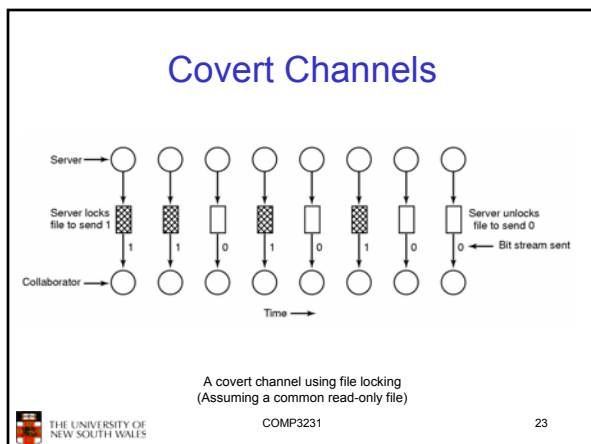 Covert Channels
Server
Server locks
file to send 1
Server unlocks
file to send 0
1 1 0 1 0 1 0 0
Bit stream sent
Collaborator
Time
A covert channel using file locking
(Assuming a common read-only file)
THE UNIVERSITY OF
NEW SOUTH WALES
COMP3231
23